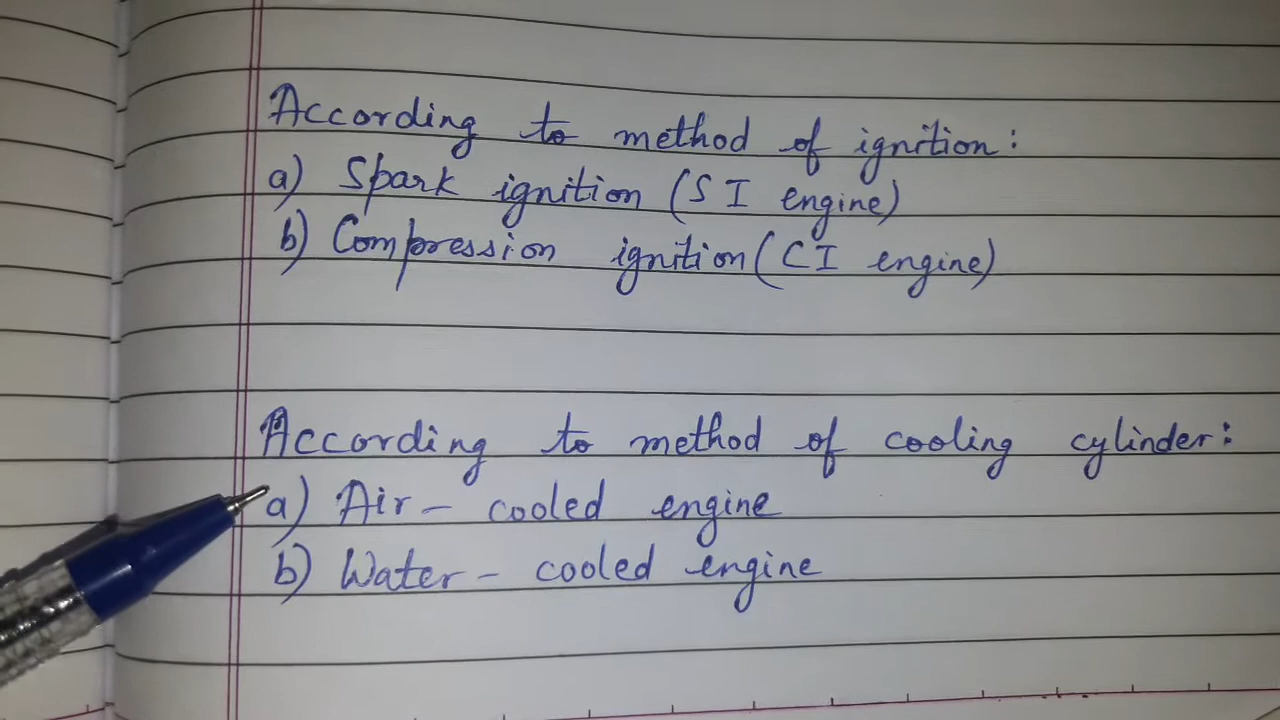 According to method of ignition:
a) Spark ignition (S I engine)
b) Compression ignition (C I engine)
According to method of cooling cylinder:
a) Air - cooled engine
b) Water - cooled engine